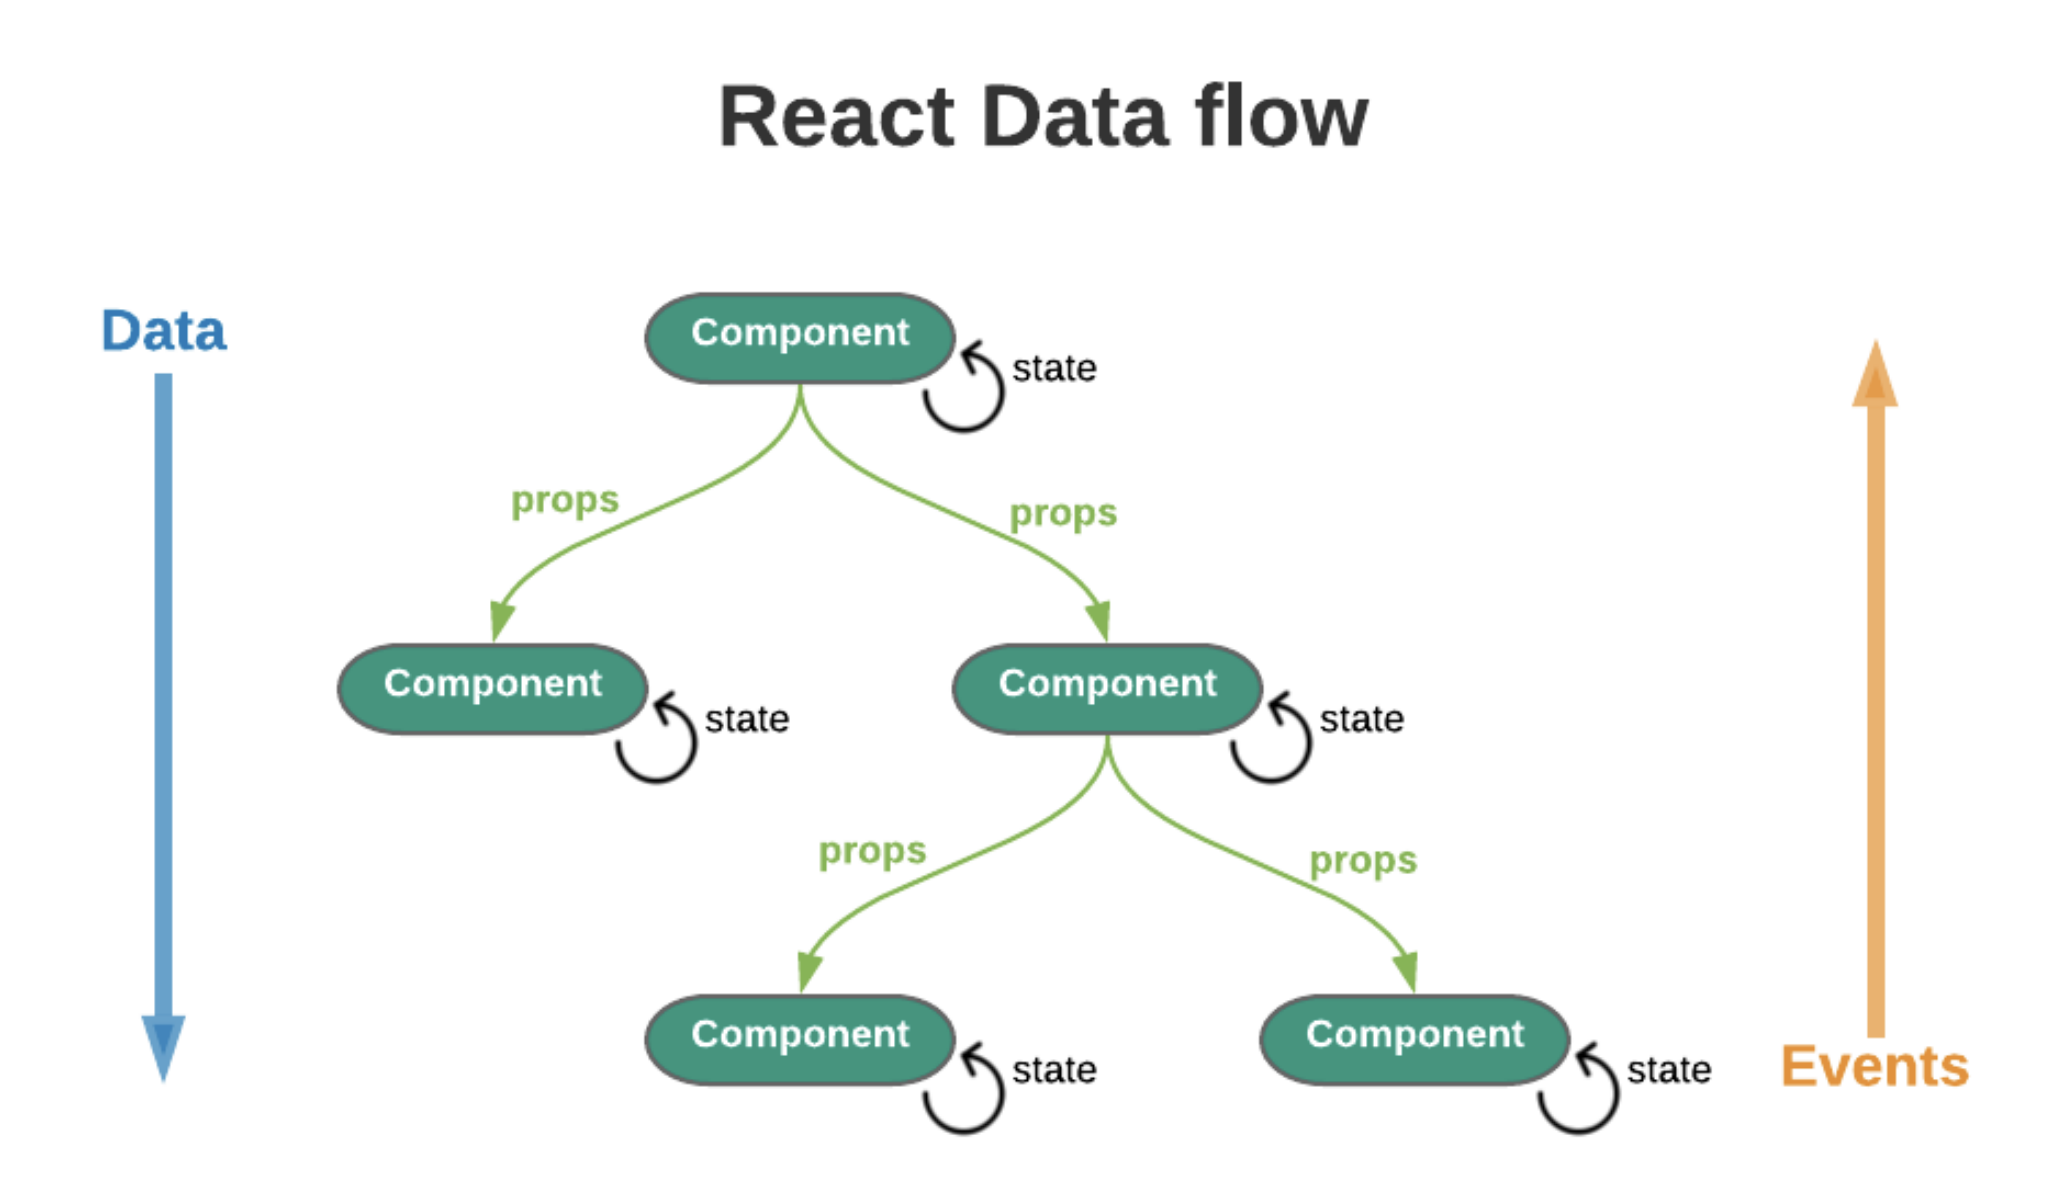 React Data flow
Data
Component
state
props
props
Component
state
Component
state
props
props
Component
state
Component
state
Events